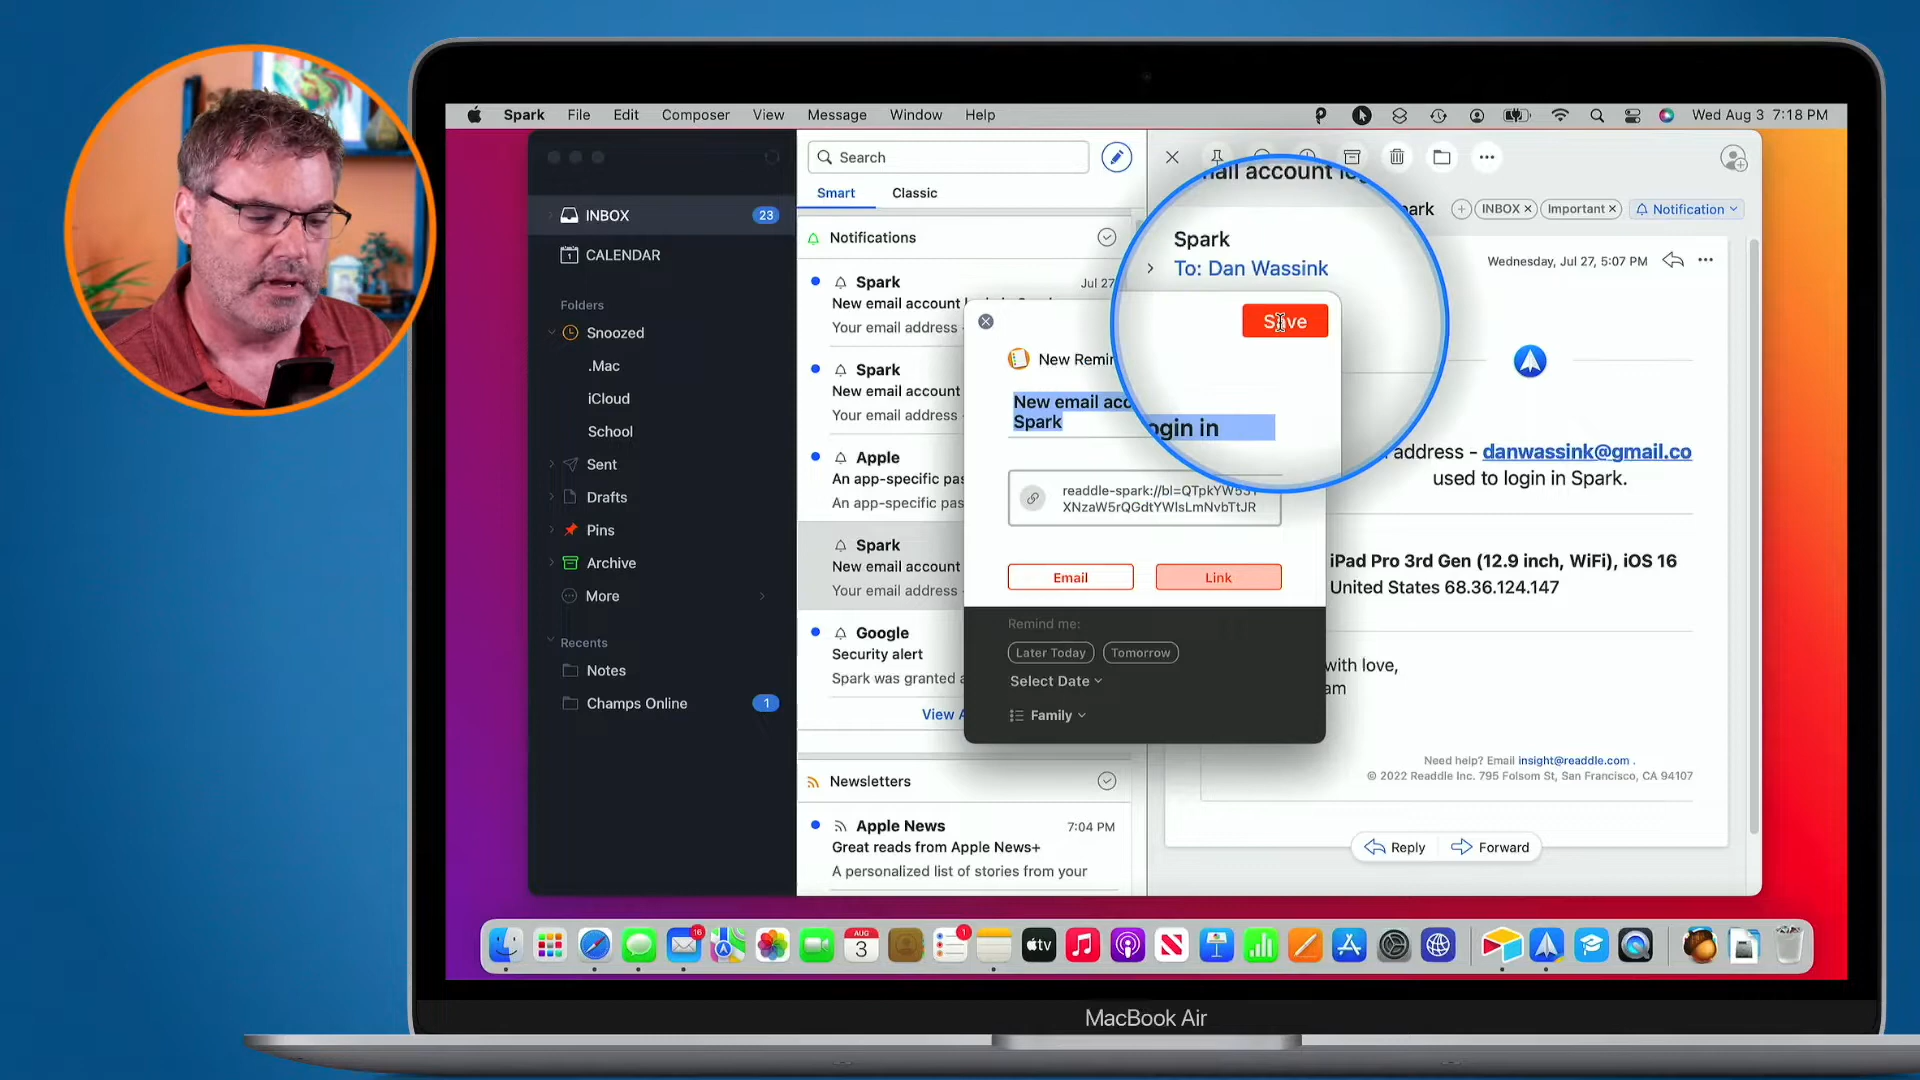 Spark File Edit Composer View Message Window Help
Wed Aug 3 7:18 PM
INBOX 23
1 CALENDAR
Folders
Snoozed
.Mac
iCloud
School
Sent
Drafts
Pins
Archive
More
Recents
Notes
Champs Online 1
Search
Smart Classic
Notifications
Spark Jul 27
New email account
Your email address
Spark
New email account
Your email address -
Apple
An app-specific pas
An app-specific pas
Spark
New email account
Your email address
Google
Security alert
Spark was granted a
View A
Newsletters
Apple News 7:04 PM
Great reads from Apple News+
A personalized list of stories from your
ail account
ark INBOX Important Notification
Spark
To: Dan Wassink
Wednesday, Jul 27, 5:07 PM
Save
New Remin
New email acc
Spark
ogin in
readdle-spark://bl=QTpkYW53
XNzaW5rQGdtYWlsLmNvbTtJR
Email Link
Remind me:
Later Today Tomorrow
Select Date
Family
address - danwassink@gmail.co
used to login in Spark.
iPad Pro 3rd Gen (12.9 inch, WiFi), iOS 16
United States 68.36.124.147
with love,
am
Need help? Email insight@readdle.com .
© 2022 Readdle Inc. 795 Folsom St, San Francisco, CA 94107
Reply Forward
16
AUG
3
1
tv
MacBook Air